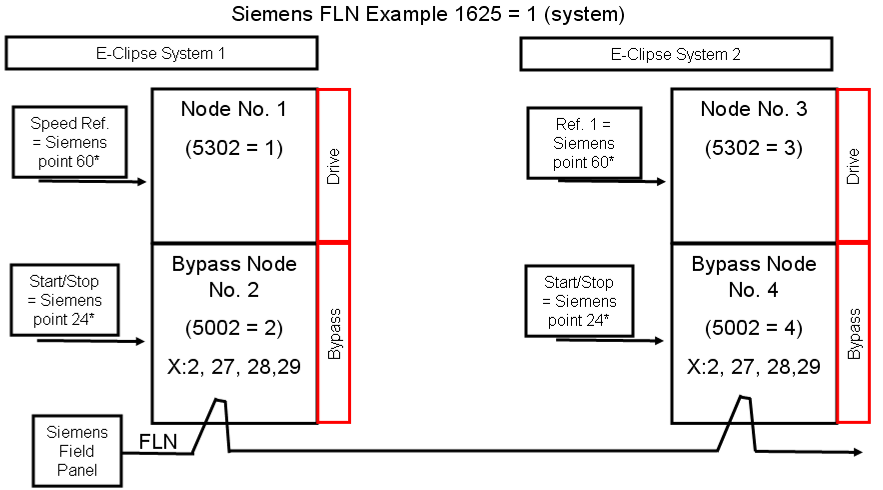 Siemens FLN Example 1625 = 1 (system)
E-Clipse System 1
E-Clipse System 2
Speed Ref.
= Siemens
point 60*
Node No. 1
(5302 = 1)
Drive
Ref. 1 =
Siemens
point 60*
Node No. 3
(5302 = 3)
Drive
Start/Stop
= Siemens
point 24*
Bypass Node
No. 2
(5002 = 2)
X:2, 27, 28,29
Bypass
Start/Stop
= Siemens
point 24*
Bypass Node
No. 4
(5002 = 4)
X:2, 27, 28,29
Bypass
Siemens
Field
Panel
FLN